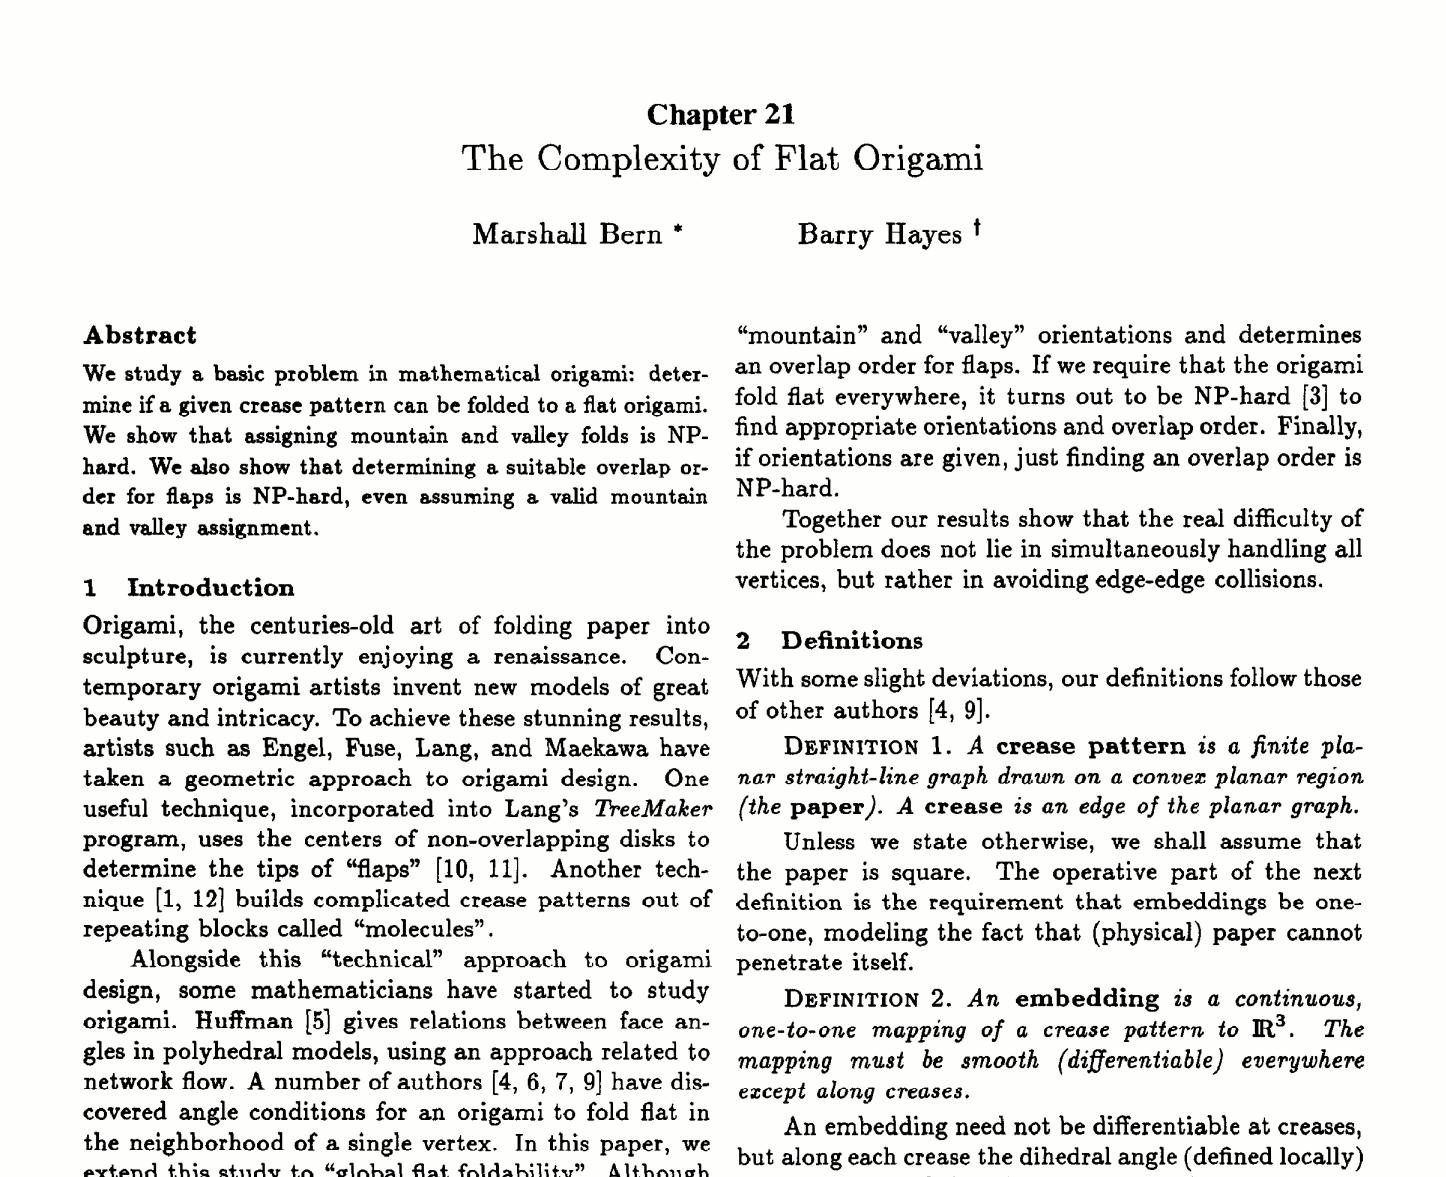 Chapter 21
The Complexity of Flat Origami
Marshall Bern * Barry Hayes †
Abstract
We study a basic problem in mathematical origami: deter-
mine if a given crease pattern can be folded to a flat origami.
We show that assigning mountain and valley folds is NP-
hard. We also show that determining a suitable overlap or-
der for flaps is NP-hard, even assuming a valid mountain
and valley assignment.
1 Introduction
Origami, the centuries-old art of folding paper into
sculpture, is currently enjoying a renaissance. Con-
temporary origami artists invent new models of great
beauty and intricacy. To achieve these stunning results,
artists such as Engel, Fuse, Lang, and Maekawa have
taken a geometric approach to origami design. One
useful technique, incorporated into Lang's TreeMaker
program, uses the centers of non-overlapping disks to
determine the tips of “flaps” [10, 11]. Another tech-
nique [1, 12] builds complicated crease patterns out of
repeating blocks called “molecules”.
Alongside this “technical” approach to origami
design, some mathematicians have started to study
origami. Huffman [5] gives relations between face an-
gles in polyhedral models, using an approach related to
network flow. A number of authors [4, 6, 7, 9] have dis-
covered angle conditions for an origami to fold flat in
the neighborhood of a single vertex. In this paper, we
extend this study to “global flat foldability”. Although
“mountain” and “valley” orientations and determines
an overlap order for flaps. If we require that the origami
fold flat everywhere, it turns out to be NP-hard [3] to
find appropriate orientations and overlap order. Finally,
if orientations are given, just finding an overlap order is
NP-hard.
Together our results show that the real difficulty of
the problem does not lie in simultaneously handling all
vertices, but rather in avoiding edge-edge collisions.
2 Definitions
With some slight deviations, our definitions follow those
of other authors [4, 9].
DEFINITION 1. A crease pattern is a finite pla-
nar straight-line graph drawn on a convex planar region
(the paper). A crease is an edge of the planar graph.
Unless we state otherwise, we shall assume that
the paper is square. The operative part of the next
definition is the requirement that embeddings be one-
to-one, modeling the fact that (physical) paper cannot
penetrate itself.
DEFINITION 2. An embedding is a continuous,
one-to-one mapping of a crease pattern to ℝ³. The
mapping must be smooth (differentiable) everywhere
except along creases.
An embedding need not be differentiable at creases,
but along each crease the dihedral angle (defined locally)